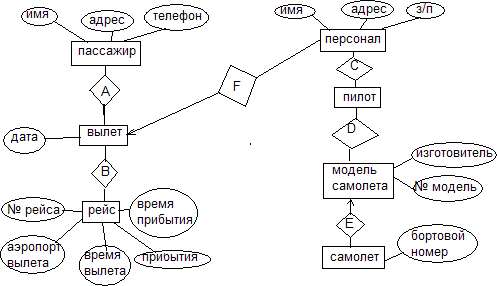 имя
адрес
телефон
пассажир
A
вылет
дата
B
рейс
№ рейса
время
прибытия
аэропорт
вылета
время
вылета
прибытия
F
имя
адрес
з/п
персонал
C
пилот
D
модель
самолета
изготовитель
№ модель
E
самолет
бортовой
номер